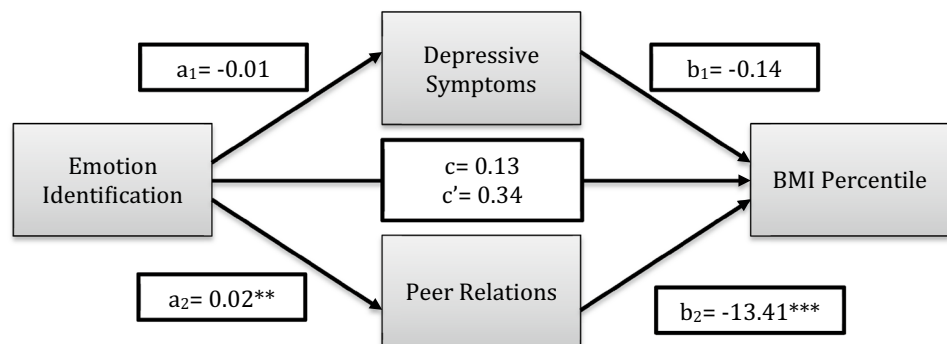 Depressive
Symptoms
a₁= -0.01
b₁= -0.14
Emotion
Identification
c= 0.13
c’= 0.34
BMI Percentile
a₂= 0.02**
Peer Relations
b₂= -13.41***